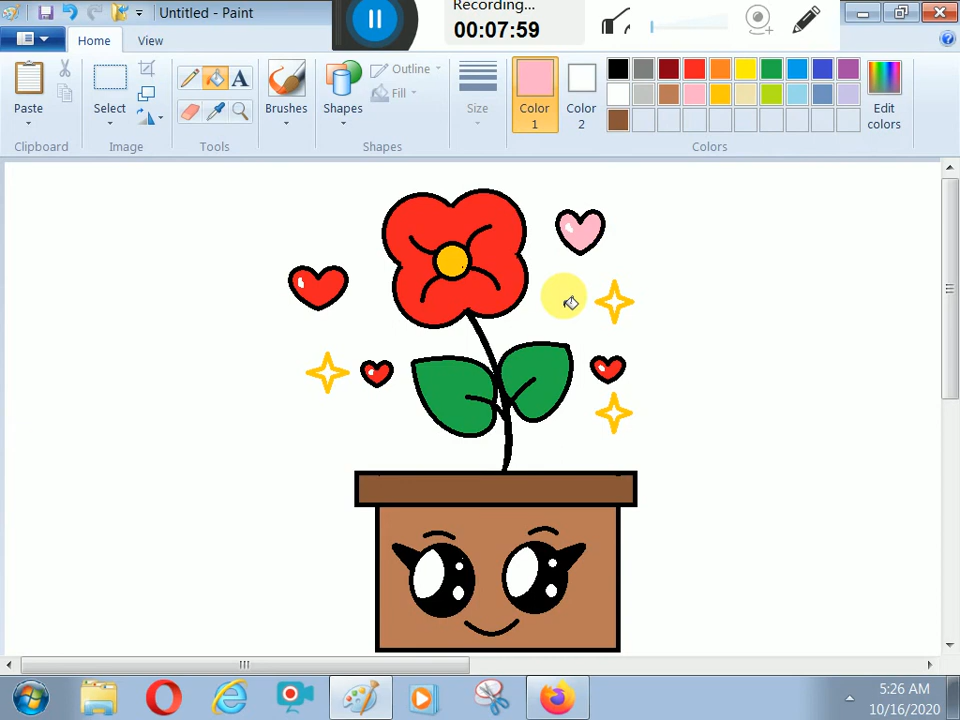 Untitled - Paint
Recording...
00:07:59
Home
View
Paste
Select
Brushes
Shapes
Outline
Fill
Size
Color
1
Color
2
Edit
colors
Clipboard
Image
Tools
Shapes
Colors
A
5:26 AM
10/16/2020